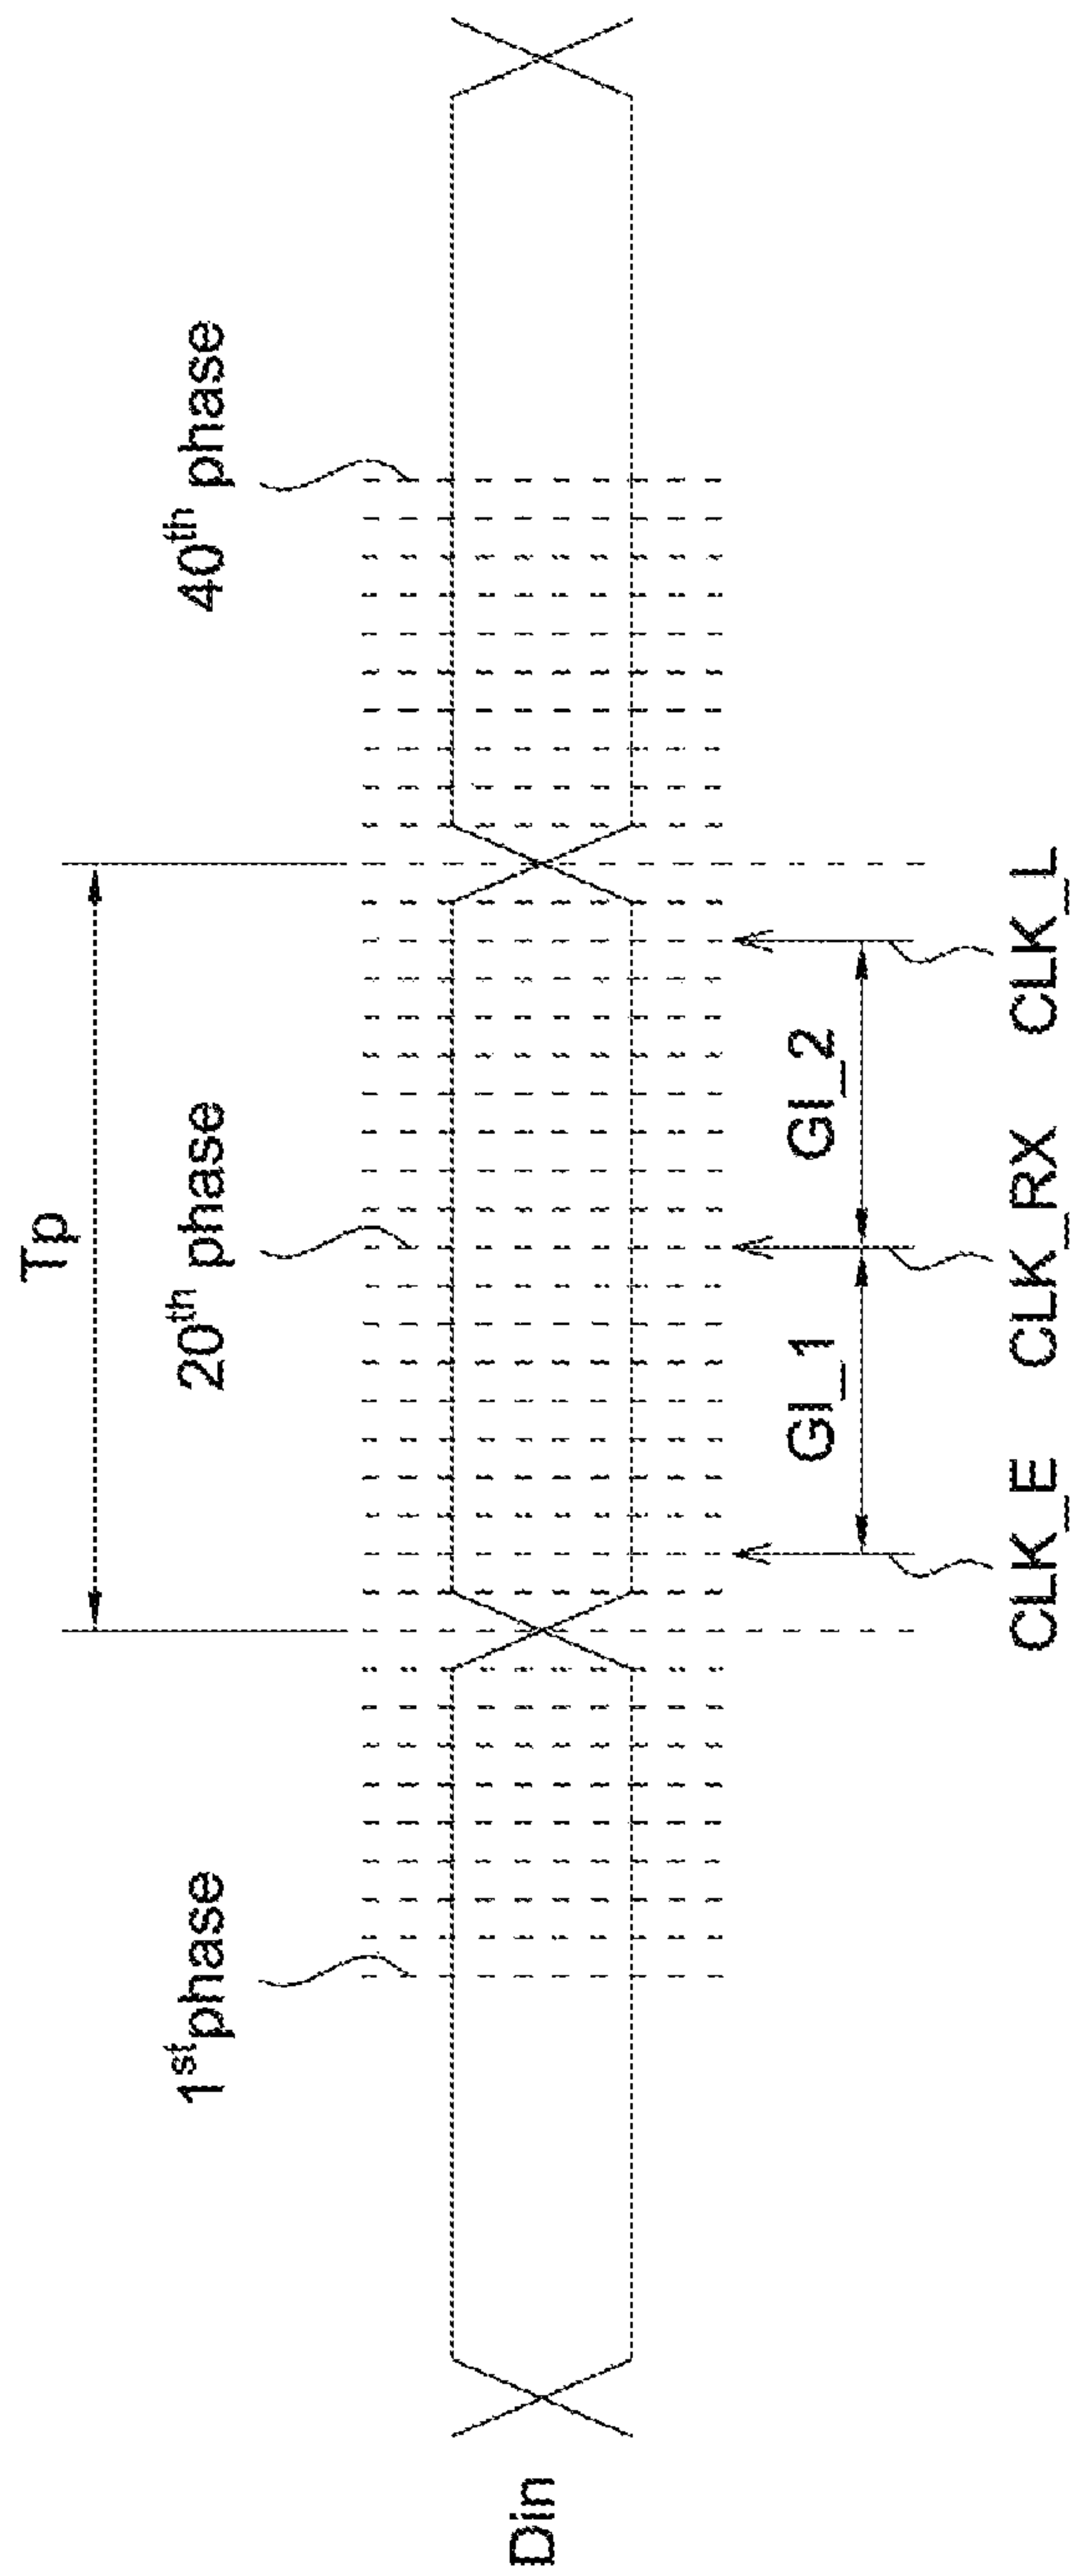 Tp
1st phase
20th phase
40th phase
Din
GI_1
GI_2
CLK_E
CLK_RX
CLK_L